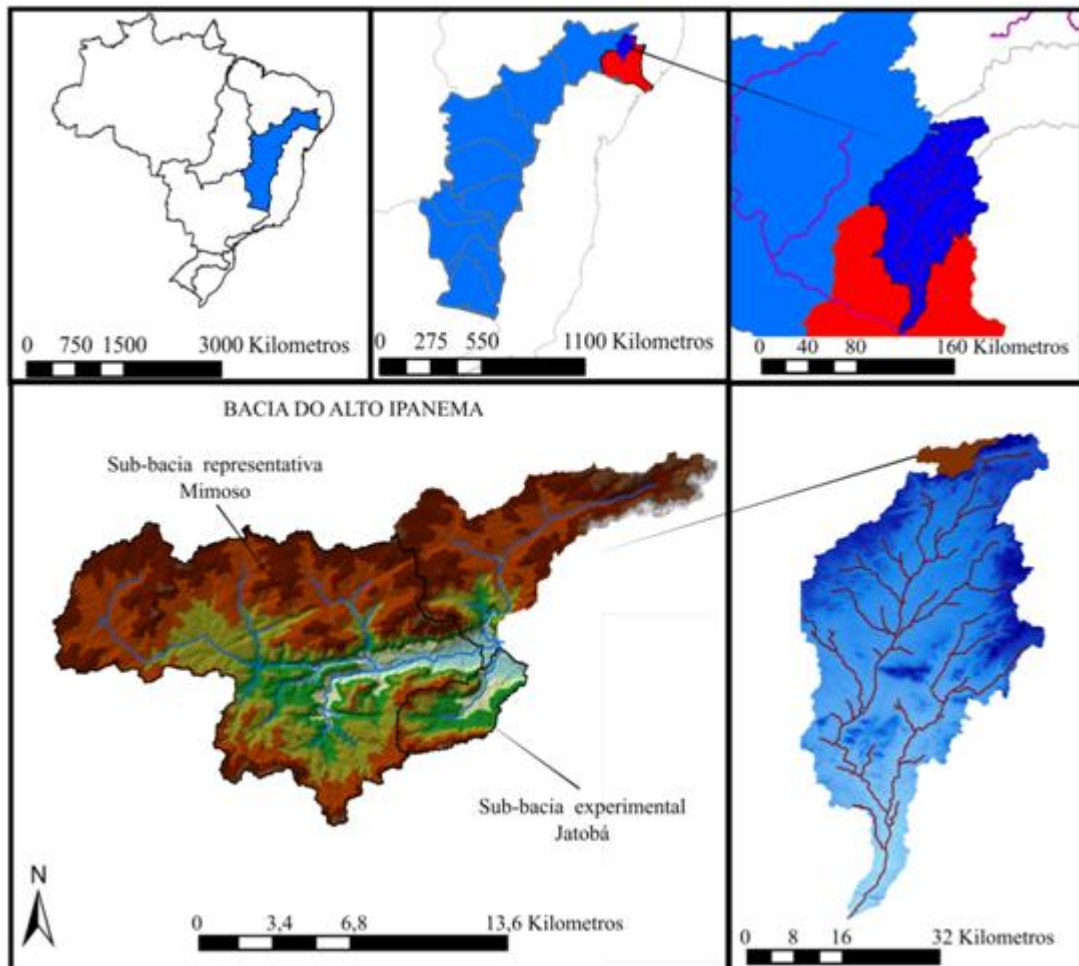 0 750 1500 3000 Kilometros
0 275 550 1100 Kilometros
0 40 80 160 Kilometros
BACIA DO ALTO IPANEMA
Sub-bacia representativa
Mimoso
Sub-bacia experimental
Jatobá
N
0 3,4 6,8 13,6 Kilometros
0 8 16 32 Kilometros